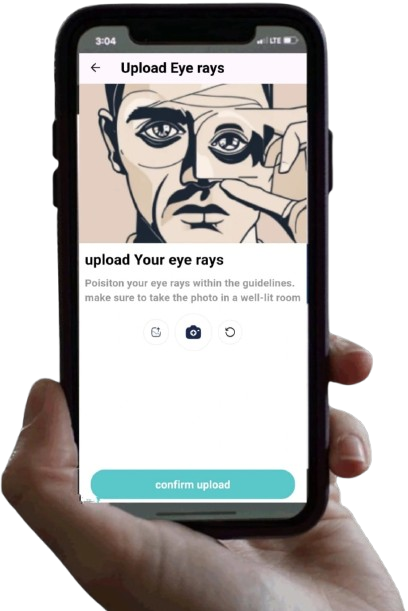 3:04
LTE
Upload Eye rays
upload Your eye rays
Poisiton your eye rays within the guidelines.
make sure to take the photo in a well-lit room
confirm upload